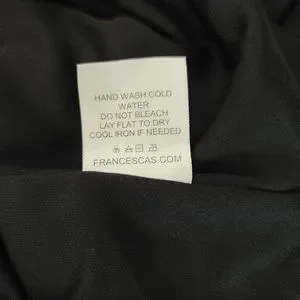 HAND WASH COLD
WATER
DO NOT BLEACH
LAY FLAT TO DRY
COOL IRON IF NEEDED
FRANCESCAS.COM